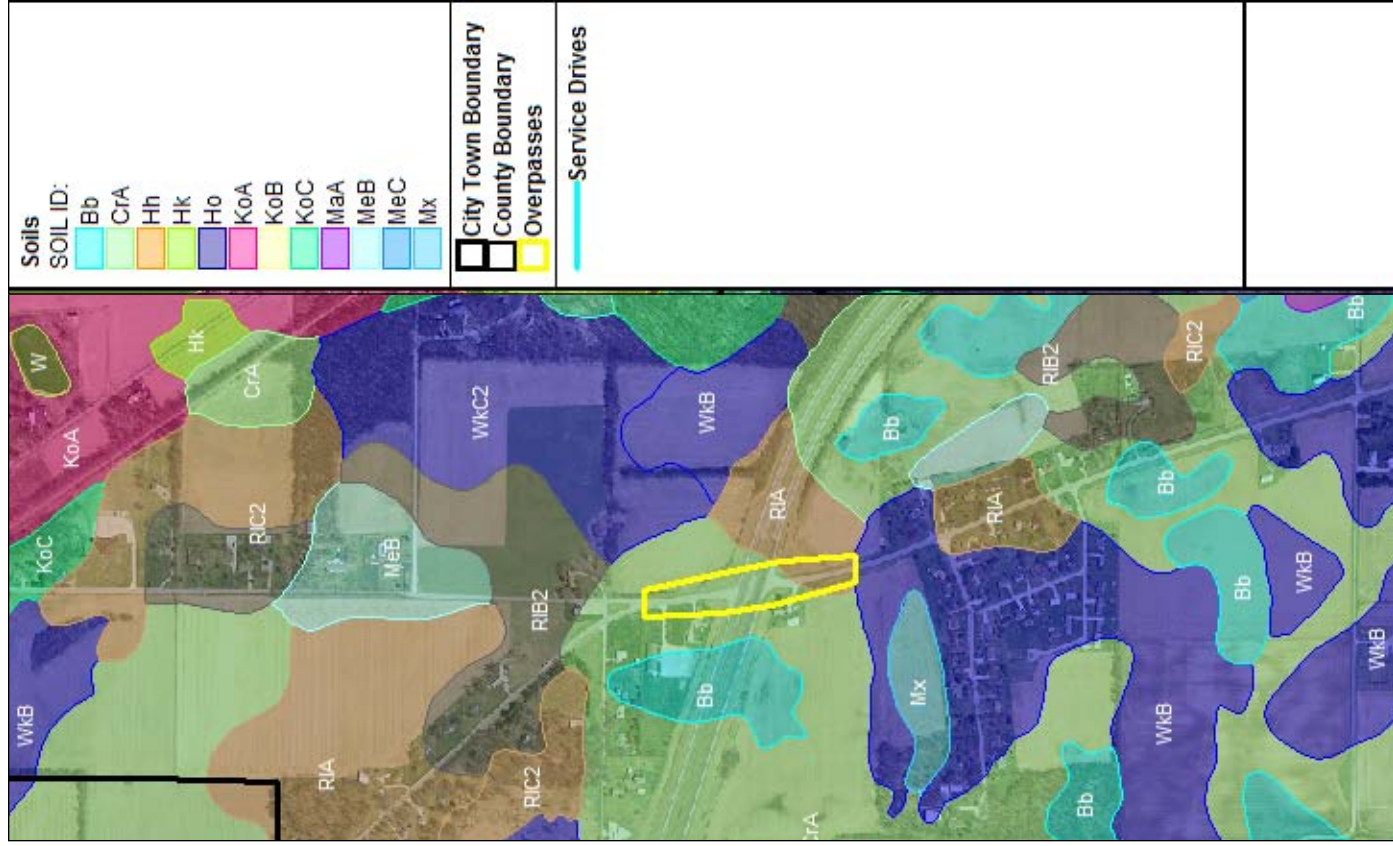 Soils
SOIL ID:
Bb
CrA
Hh
Hk
Ho
KoA
KoB
KoC
MaA
MeB
MeC
Mx
City Town Boundary
County Boundary
Overpasses
Service Drives
W
KoA
Hk
CrA
KoC
RIC2
MeB
WkC2
WkB
WkB
RIA
RIB2
RIC2
RIA
Bb
Bb
RIB2
RIC2
Bb
RIA
Bb
Bb
WkB
WkB
WkB
Mx
Bb
CrA